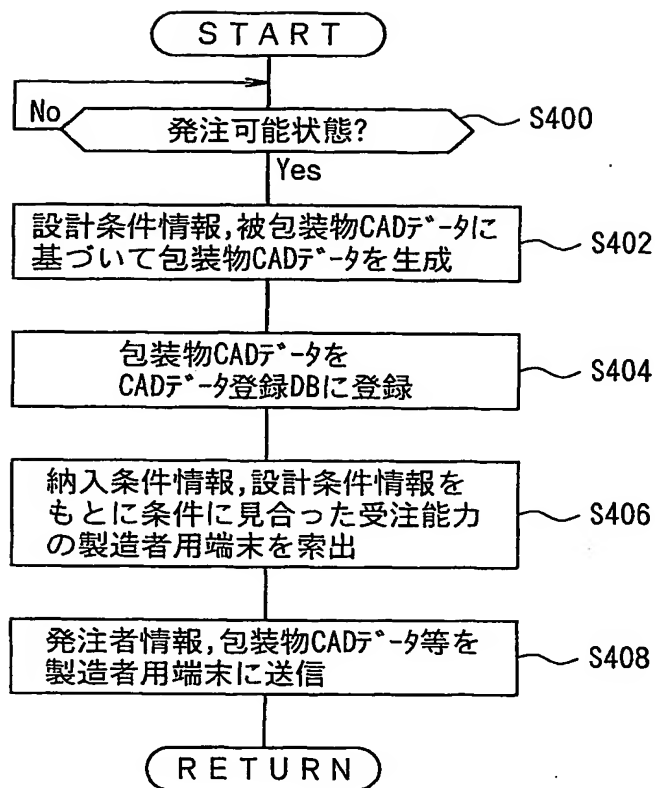 START
No
発注可能状態?
S400
Yes
設計条件情報,被包装物CADデータに
基づいて包装物CADデータを生成
S402
包装物CADデータを
CADデータ登録DBに登録
S404
納入条件情報,設計条件情報を
もとに条件に見合った受注能力
の製造者用端末を索出
S406
発注者情報,包装物CADデータ等を
製造者用端末に送信
S408
RETURN